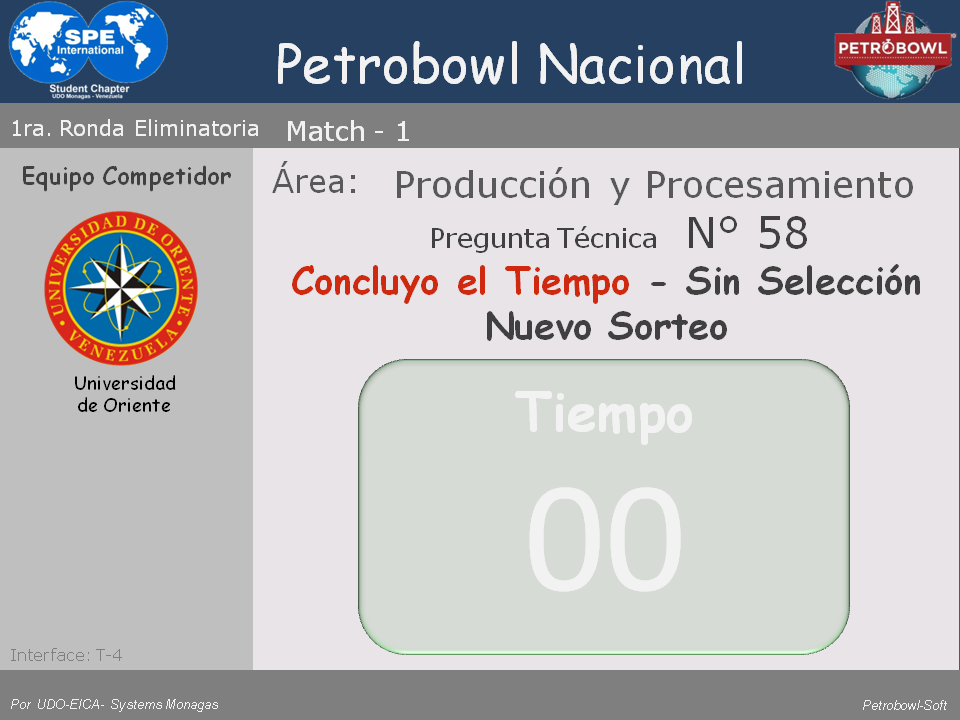 SPE
International
Student Chapter
UDO Monagas - Venezuela
Petrobowl Nacional
PETROBOWL
1ra. Ronda Eliminatoria
Match - 1
Equipo Competidor
UNIVERSIDAD DE ORIENTE
VENEZUELA
Universidad
de Oriente
Área: Producción y Procesamiento
Pregunta Técnica Nº 58
Concluyo el Tiempo - Sin Selección
Nuevo Sorteo
Tiempo
00
Interface: T-4
Por UDO-EICA- Systems Monagas
Petrobowl-Soft